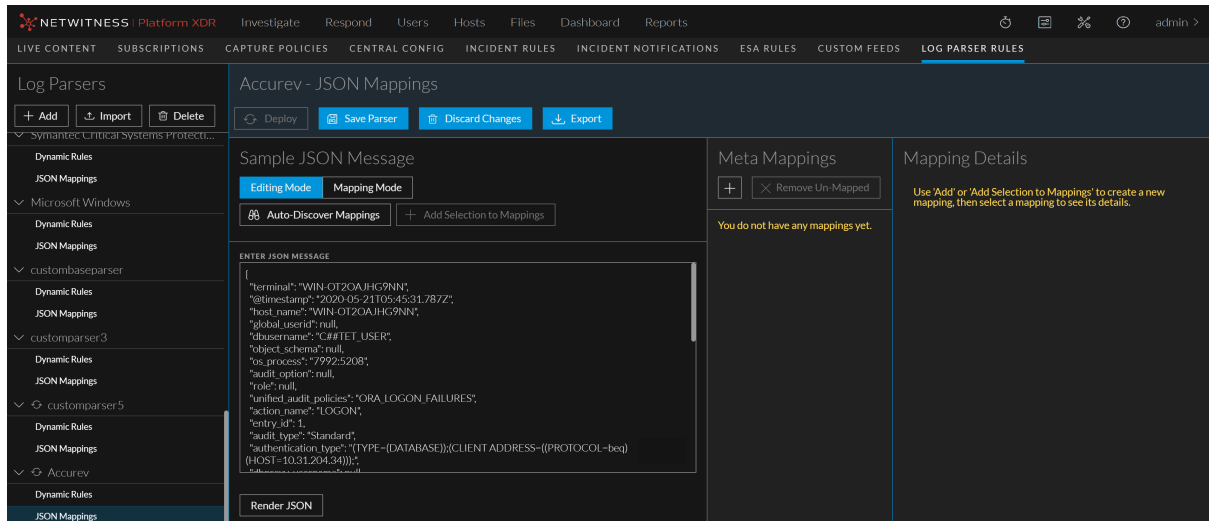 NETWITNESS | Platform XDR Investigate Respond Users Hosts Files Dashboard Reports admin >
LIVE CONTENT SUBSCRIPTIONS CAPTURE POLICIES CENTRAL CONFIG INCIDENT RULES INCIDENT NOTIFICATIONS ESA RULES CUSTOM FEEDS LOG PARSER RULES
Log Parsers
+ Add Import Delete
Symantec Critical Systems Protecti...
Dynamic Rules
JSON Mappings
Microsoft Windows
Dynamic Rules
JSON Mappings
custombaseparser
Dynamic Rules
JSON Mappings
customparser3
Dynamic Rules
JSON Mappings
customparser5
Dynamic Rules
JSON Mappings
Accurev
Dynamic Rules
JSON Mappings
Accurev - JSON Mappings
Deploy Save Parser Discard Changes Export
Sample JSON Message
Editing Mode Mapping Mode
Auto-Discover Mappings + Add Selection to Mappings
ENTER JSON MESSAGE
{
"terminal": "WIN-OT2OAJHG9NN",
"@timestamp": "2020-05-21T05:45:31.787Z",
"host_name": "WIN-OT2OAJHG9NN",
"global_userid": null,
"dbusername": "C##TET_USER",
"object_schema": null,
"os_process": "7992:5208",
"audit_option": null,
"role": null,
"unified_audit_policies": "ORA_LOGON_FAILURES",
"action_name": "LOGON",
"entry_id": 1,
"audit_type": "Standard",
"authentication_type": "(TYPE=(DATABASE));(CLIENT ADDRESS=((PROTOCOL=beq)
(HOST=10.31.204.34)));",
Render JSON
Meta Mappings
+ Remove Un-Mapped
You do not have any mappings yet.
Mapping Details
Use 'Add' or 'Add Selection to Mappings' to create a new
mapping, then select a mapping to see its details.